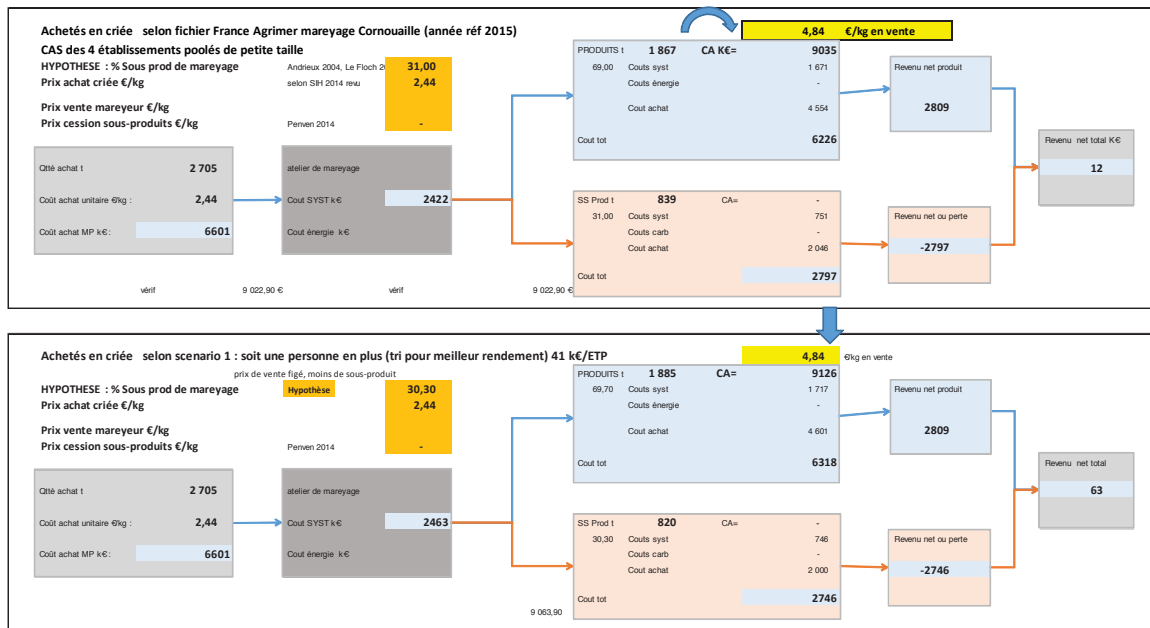 Achetés en criée selon fichier France Agrimer mareyage Cornouaille (année réf 2015)
4,84 €/kg en vente
CAS des 4 établissements poolés de petite taille
HYPOTHESE : % Sous prod de mareyage Andrieux 2004, Le Floch 31,00
Prix achat criée €/kg selon SIH 2014 revu 2,44
Prix vente mareyeur €/kg
Prix cession sous-produits €/kg Penven 2014 -
PRODUITS t 1 867 CA K€= 9035
69,00 Couts syst 1 671
Couts énergie -
Cout achat 4 554
Cout tot 6226
Revenu net produit
2809
Revenu net total K€
12
Qtté achat t 2 705
Coût achat unitaire €/kg : 2,44
Coût achat MP k€ : 6601
atelier de mareyage
Cout SYST k€ 2422
Cout énergie k€
SS Prod t 839 CA= -
31,00 Couts syst 751
Couts carb -
Cout achat 2 046
Cout tot 2797
Revenu net ou perte
-2797
vérif 9 022,90 € vérif 9 022,90 €
Achetés en criée selon scenario 1 : soit une personne en plus (tri pour meilleur rendement) 41 k€/ETP
4,84 €/kg en vente
prix de vente figé, moins de sous-produit
HYPOTHESE : % Sous prod de mareyage Hypothèse 30,30
Prix achat criée €/kg 2,44
Prix vente mareyeur €/kg
Prix cession sous-produits €/kg Penven 2014 -
PRODUITS t 1 885 CA= 9126
69,70 Couts syst 1 717
Couts énergie -
Cout achat 4 601
Cout tot 6318
Revenu net produit
2809
Revenu net total
63
Qtté achat t 2 705
Coût achat unitaire €/kg : 2,44
Coût achat MP k€ : 6601
atelier de mareyage
Cout SYST k€ 2463
Cout énergie k€
SS Prod t 820 CA= -
30,30 Couts syst 746
Couts carb -
Cout achat 2 000
Cout tot 2746
Revenu net ou perte
-2746
9 063,90